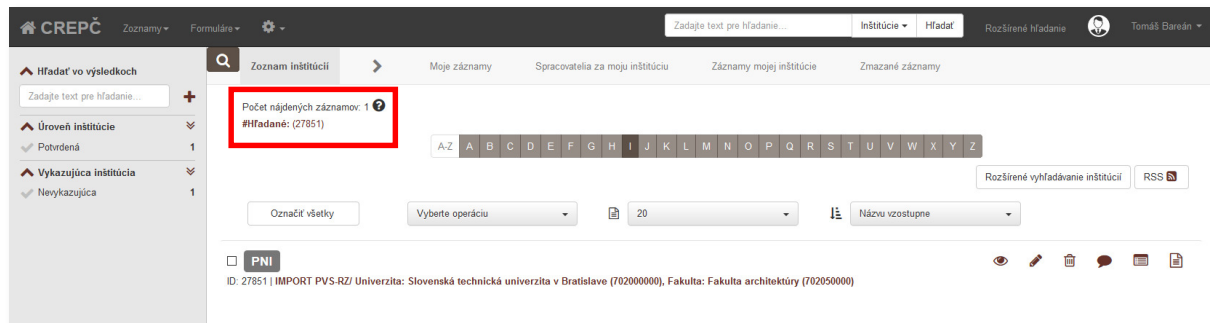 CREPČ Zoznamy Formuláre Zadajte text pre hľadanie... Inštitúcie Hľadať Rozšírené hľadanie Tomáš Bareán
Hľadať vo výsledkoch
Zadajte text pre hľadanie...
Úroveň inštitúcie
Potvrdená 1
Vykazujúca inštitúcia
Nevykazujúca 1
Zoznam inštitúcií Moje záznamy Spracovatelia za moju inštitúciu Záznamy mojej inštitúcie Zmazané záznamy
Počet nájdených záznamov: 1
#Hľadané: (27851)
A-Z A B C D E F G H I J K L M N O P Q R S T U V W X Y Z
Rozšírené vyhľadávanie inštitúcií RSS
Označiť všetky Vyberte operáciu 20 Názvu vzostupne
PNI
ID: 27851 | IMPORT PVS-RZ/ Univerzita: Slovenská technická univerzita v Bratislave (702000000), Fakulta: Fakulta architektúry (702050000)